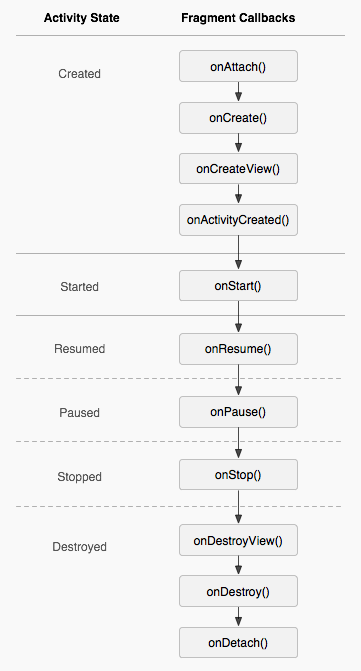 Activity State Fragment Callbacks
Created
onAttach()
onCreate()
onCreateView()
onActivityCreated()
Started
onStart()
Resumed
onResume()
Paused
onPause()
Stopped
onStop()
Destroyed
onDestroyView()
onDestroy()
onDetach()